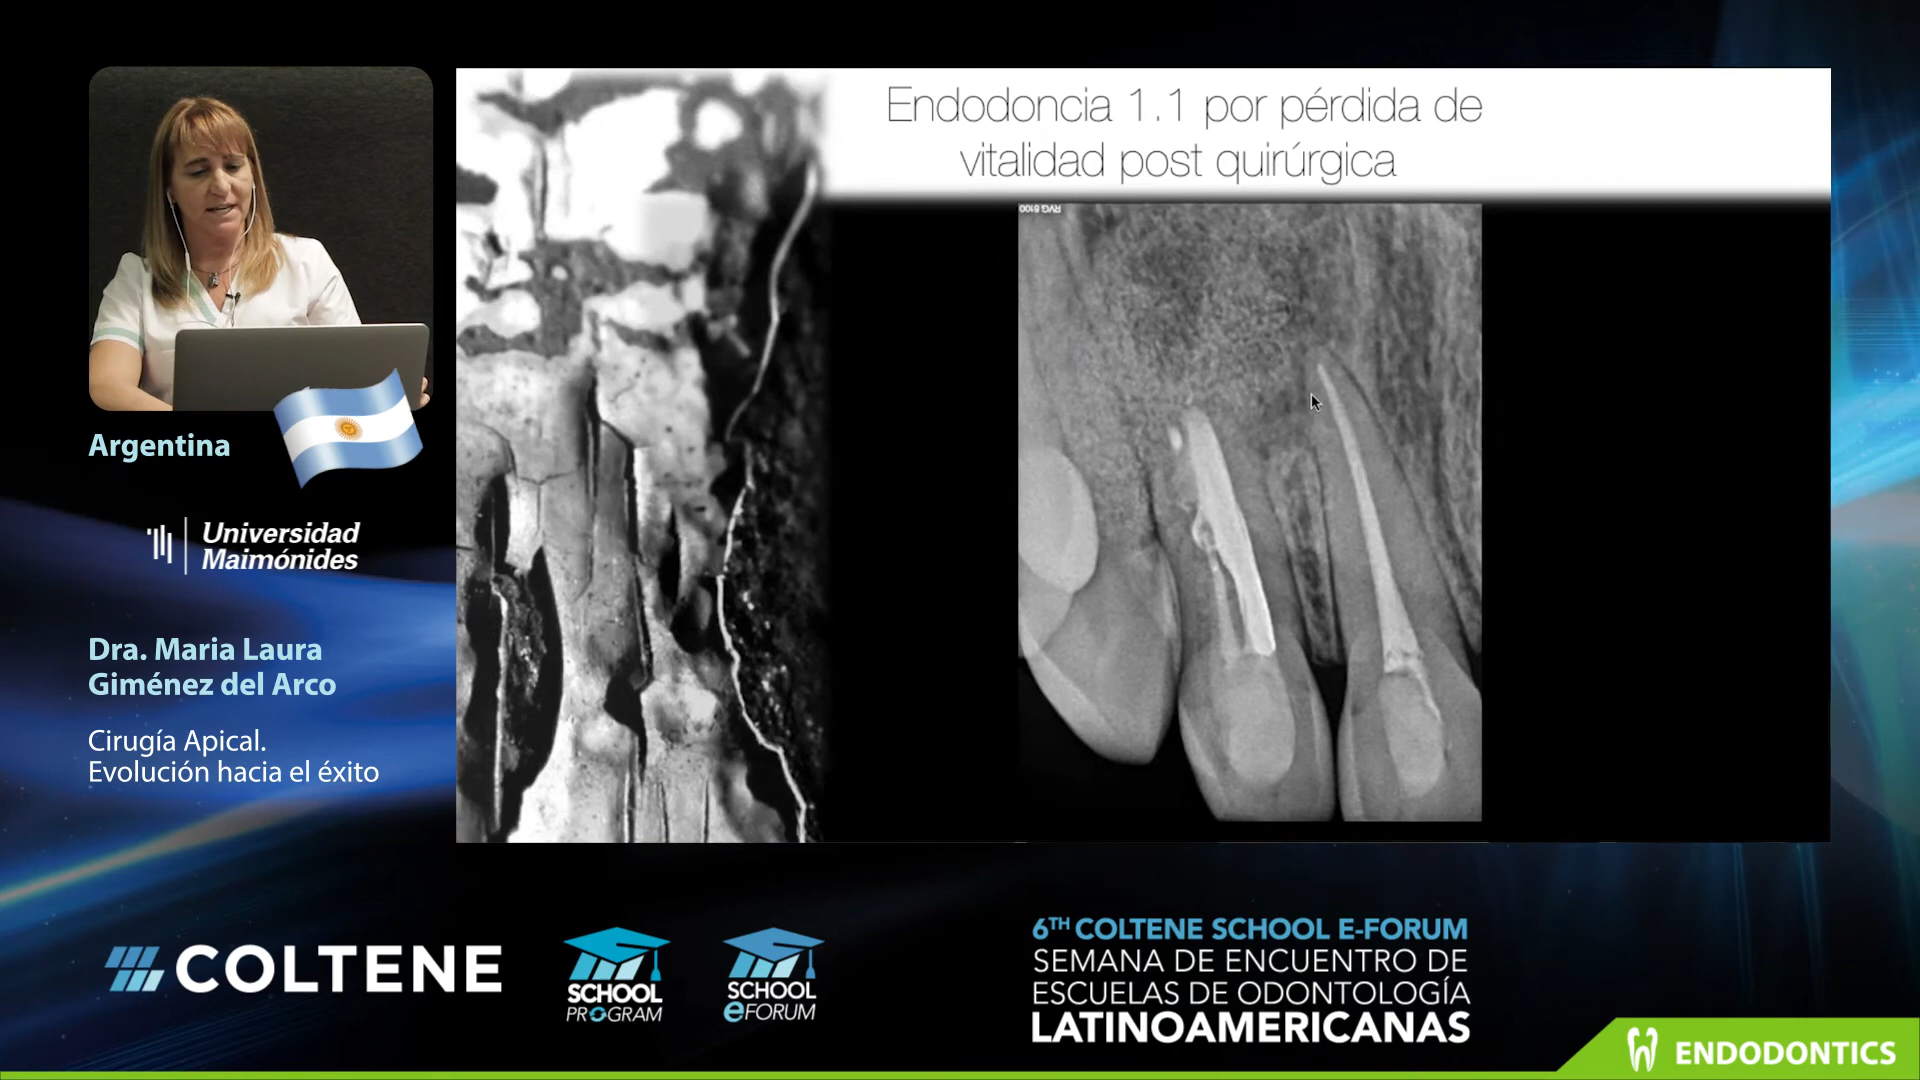 Endodoncia 1.1 por pérdida de
vitalidad post quirúrgica
RVG 6100
Argentina
Universidad
Maimónides
Dra. Maria Laura
Giménez del Arco
Cirugía Apical.
Evolución hacia el éxito
COLTENE
SCHOOL
PROGRAM
SCHOOL
eFORUM
6TH COLTENE SCHOOL E-FORUM
SEMANA DE ENCUENTRO DE
ESCUELAS DE ODONTOLOGÍA
LATINOAMERICANAS
ENDODONTICS